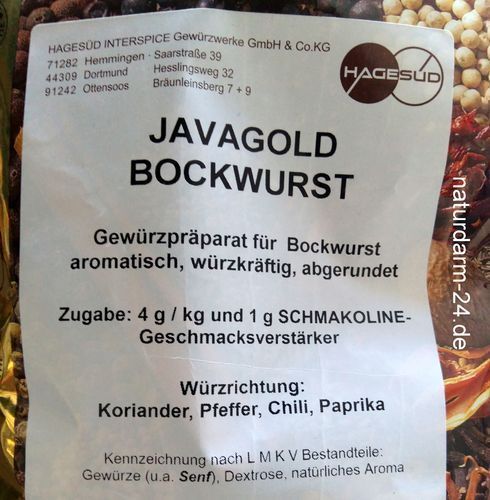 HAGESÜD INTERSPICE Gewürzwerke GmbH & Co.KG
71282 Hemmingen · Saarstraße 39
44309 Dortmund Hesslingsweg 32
91242 Ottensoos Bräunleinsberg 7 + 9
HAGESÜD
JAVAGOLD
BOCKWURST
Gewürzpräparat für Bockwurst
aromatisch, würzkräftig, abgerundet
Zugabe: 4 g / kg und 1 g SCHMAKOLINE-
Geschmacksverstärker
Würzrichtung:
Koriander, Pfeffer, Chili, Paprika
Kennzeichnung nach L M K V Bestandteile:
Gewürze (u.a. Senf), Dextrose, natürliches Aroma
naturdarm-24.de